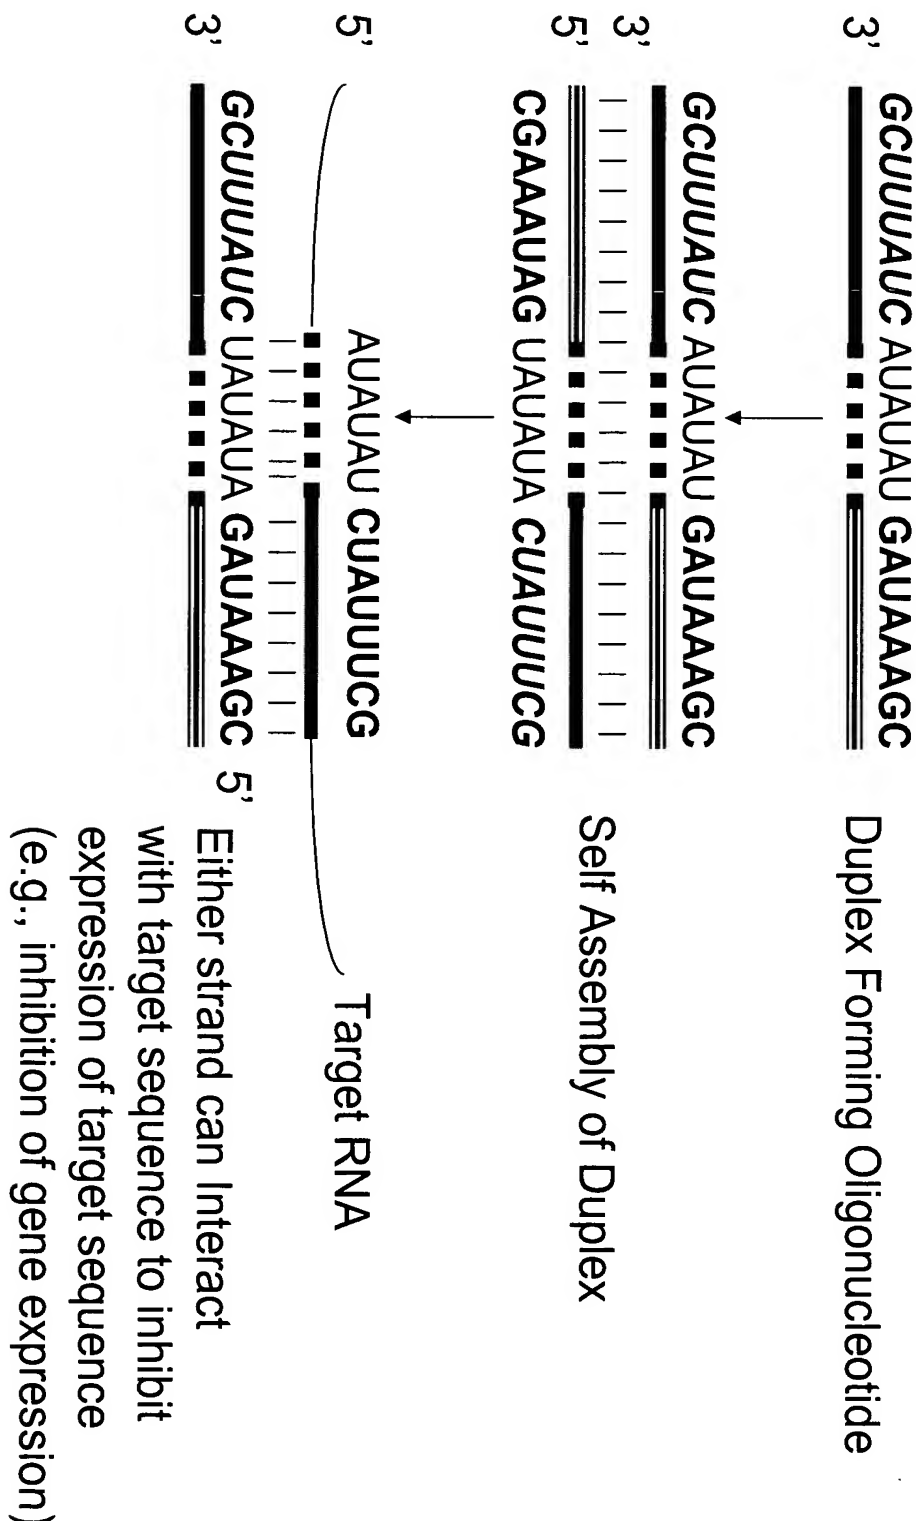 GCUUUAUC AUAUAU GAUAAAGC
3' Duplex Forming Oligonucleotide
GCUUUAUC AUAUAU GAUAAAGC
3'
Self Assembly of Duplex
5'
CGAAAUAG UAUAUA CUAUUUCG
AUAUAU CUAUUUCG
5' Target RNA
GCUUUAUC UAUAUA GAUAAAGC 5'
3'
Either strand can Interact
with target sequence to inhibit
expression of target sequence
(e.g., inhibition of gene expression)